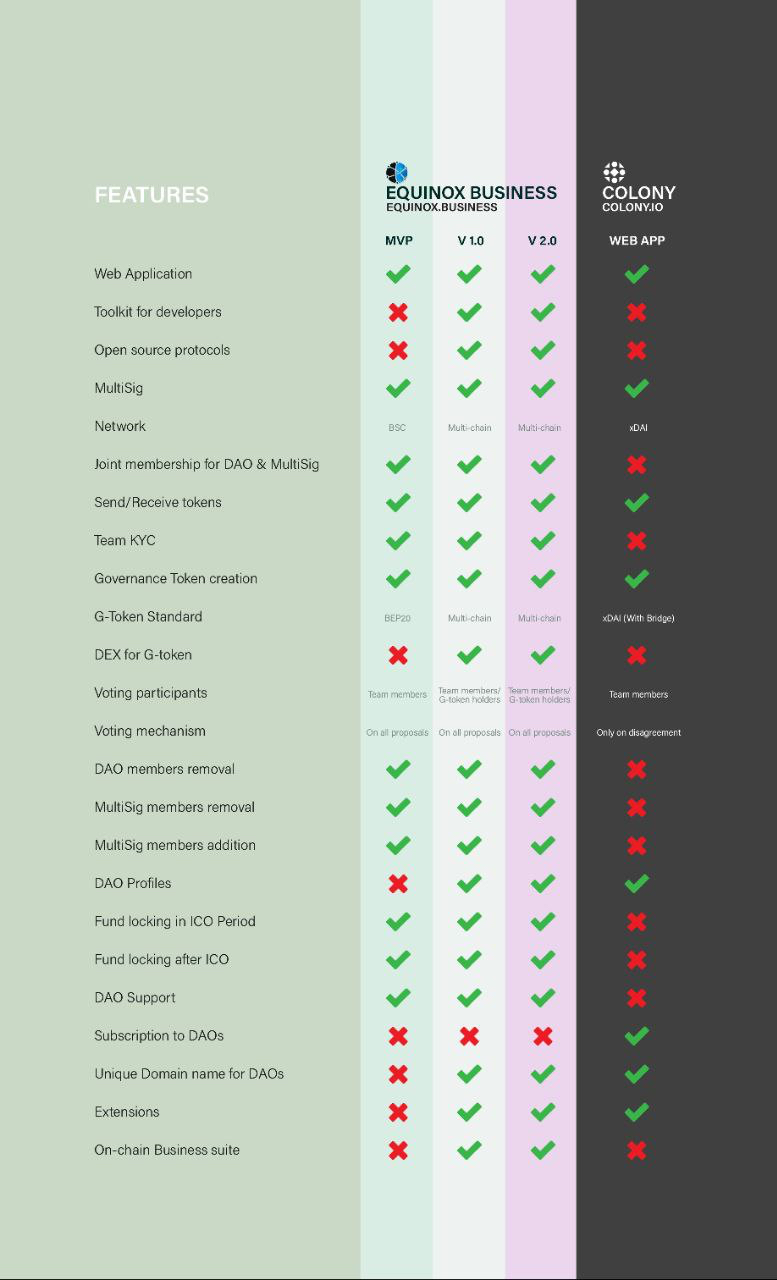 FEATURES
EQUINOX BUSINESS
EQUINOX.BUSINESS
COLONY
COLONY.IO
MVP V 1.0 V 2.0 WEB APP
Web Application
Toolkit for developers
Open source protocols
MultiSig
Network BSC Multi-chain Multi-chain xDAI
Joint membership for DAO & MultiSig
Send/Receive tokens
Team KYC
Governance Token creation
G-Token Standard BEP20 Multi-chain Multi-chain xDAI (With Bridge)
DEX for G-token
Voting participants Team members Team members/ G-token holders Team members/ G-token holders Team members
Voting mechanism On all proposals On all proposals On all proposals Only on disagreement
DAO members removal
MultiSig members removal
MultiSig members addition
DAO Profiles
Fund locking in ICO Period
Fund locking after ICO
DAO Support
Subscription to DAOs
Unique Domain name for DAOs
Extensions
On-chain Business suite